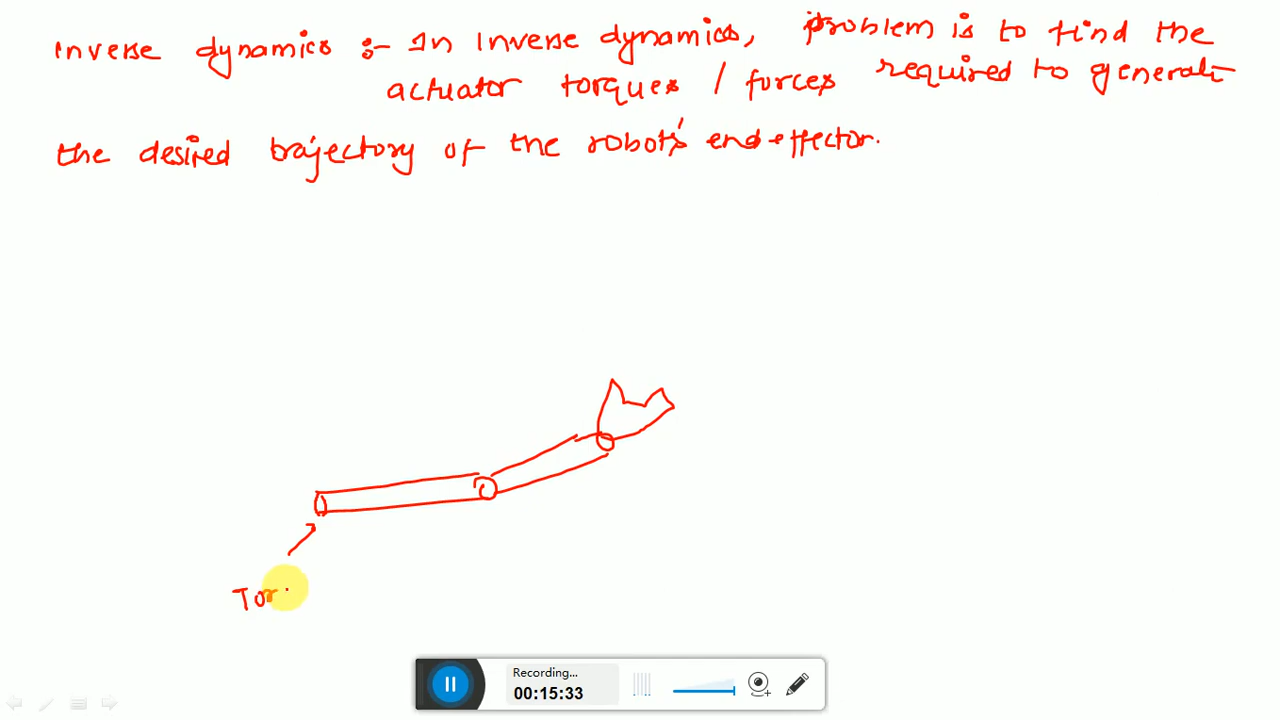 Inverse dynamics :- In Inverse dynamics, problem is to find the
actuator torques / forces required to generate
the desired trajectory of the robot's end-effector.
Tor
Recording...
00:15:33